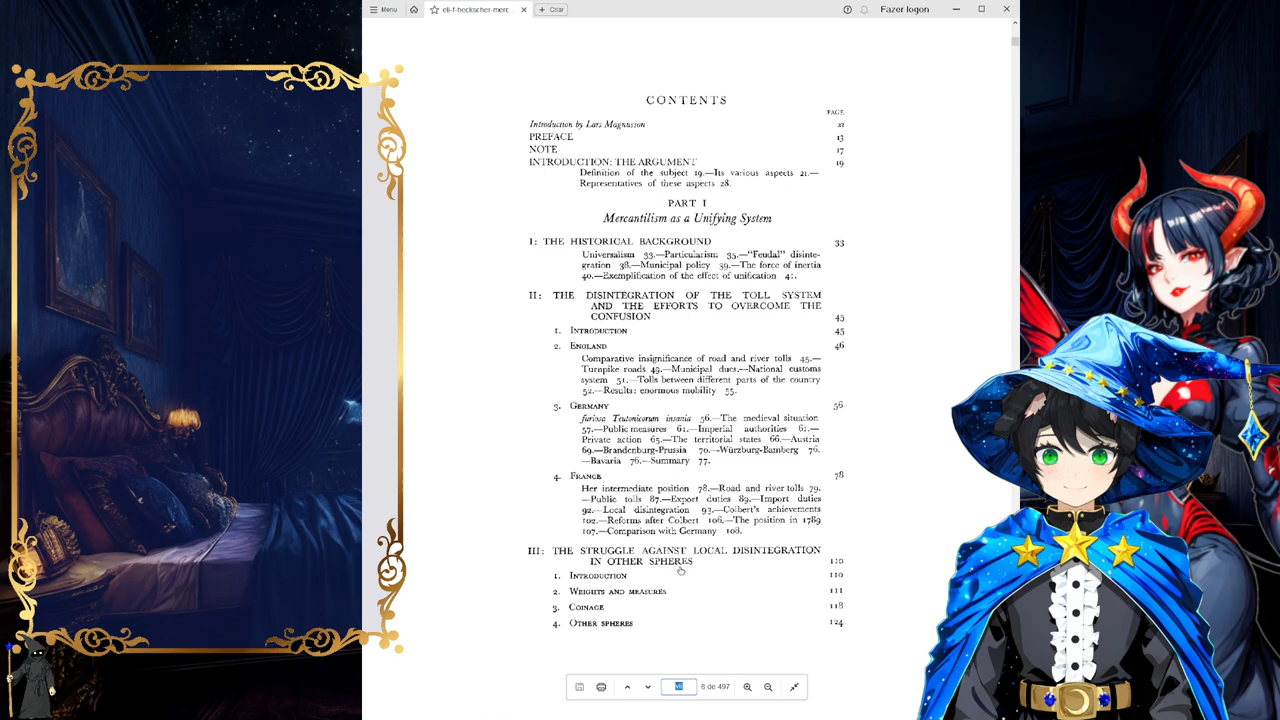 Menu
eli-f-heckscher-merc...
Criar
Fazer logon
CONTENTS
PAGE
Introduction by Lars Magnusson xi
PREFACE 13
NOTE 17
INTRODUCTION: THE ARGUMENT 19
Definition of the subject 19.—Its various aspects 21.—
Representatives of these aspects 28.
PART I
Mercantilism as a Unifying System
I: THE HISTORICAL BACKGROUND 33
Universalism 33.—Particularism 35.—“Feudal” disinte-
gration 38.—Municipal policy 39.—The force of inertia
40.—Exemplification of the effect of unification 41.
II: THE DISINTEGRATION OF THE TOLL SYSTEM
AND THE EFFORTS TO OVERCOME THE
CONFUSION 45
1. INTRODUCTION 45
2. ENGLAND 46
Comparative insignificance of road and river tolls 45.—
Turnpike roads 49.—Municipal dues.—National customs
system 51.—Tolls between different parts of the country
52.—Results: enormous mobility 55.
3. GERMANY 56
furiosa Teutonicorum insania 56.—The medieval situation
57.—Public measures 61.—Imperial authorities 61.—
Private action 65.—The territorial states 66.—Austria
69.—Brandenburg-Prussia 70.—Würzburg-Bamberg 76.
—Bavaria 76.—Summary 77.
4. FRANCE 78
Her intermediate position 78.—Road and river tolls 79.
—Public tolls 87.—Export duties 89.—Import duties
92.—Local disintegration 93.—Colbert's achievements
102.—Reforms after Colbert 106.—The position in 1789
107.—Comparison with Germany 108.
III: THE STRUGGLE AGAINST LOCAL DISINTEGRATION
IN OTHER SPHERES 110
1. INTRODUCTION 110
2. WEIGHTS AND MEASURES 111
3. COINAGE 118
4. OTHER SPHERES 124
vii
8 de 497